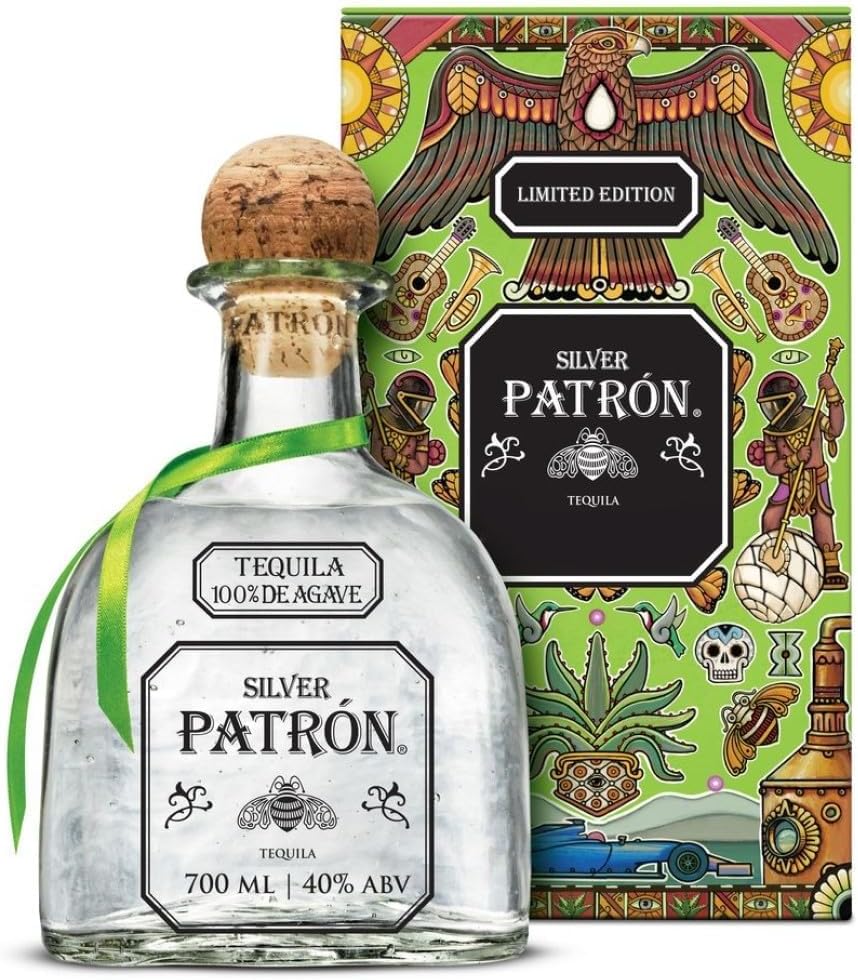 PATRÓN
TEQUILA
100% DE AGAVE
SILVER
PATRÓN®
TEQUILA
700 ML | 40% ABV
LIMITED EDITION
SILVER
PATRÓN®
TEQUILA